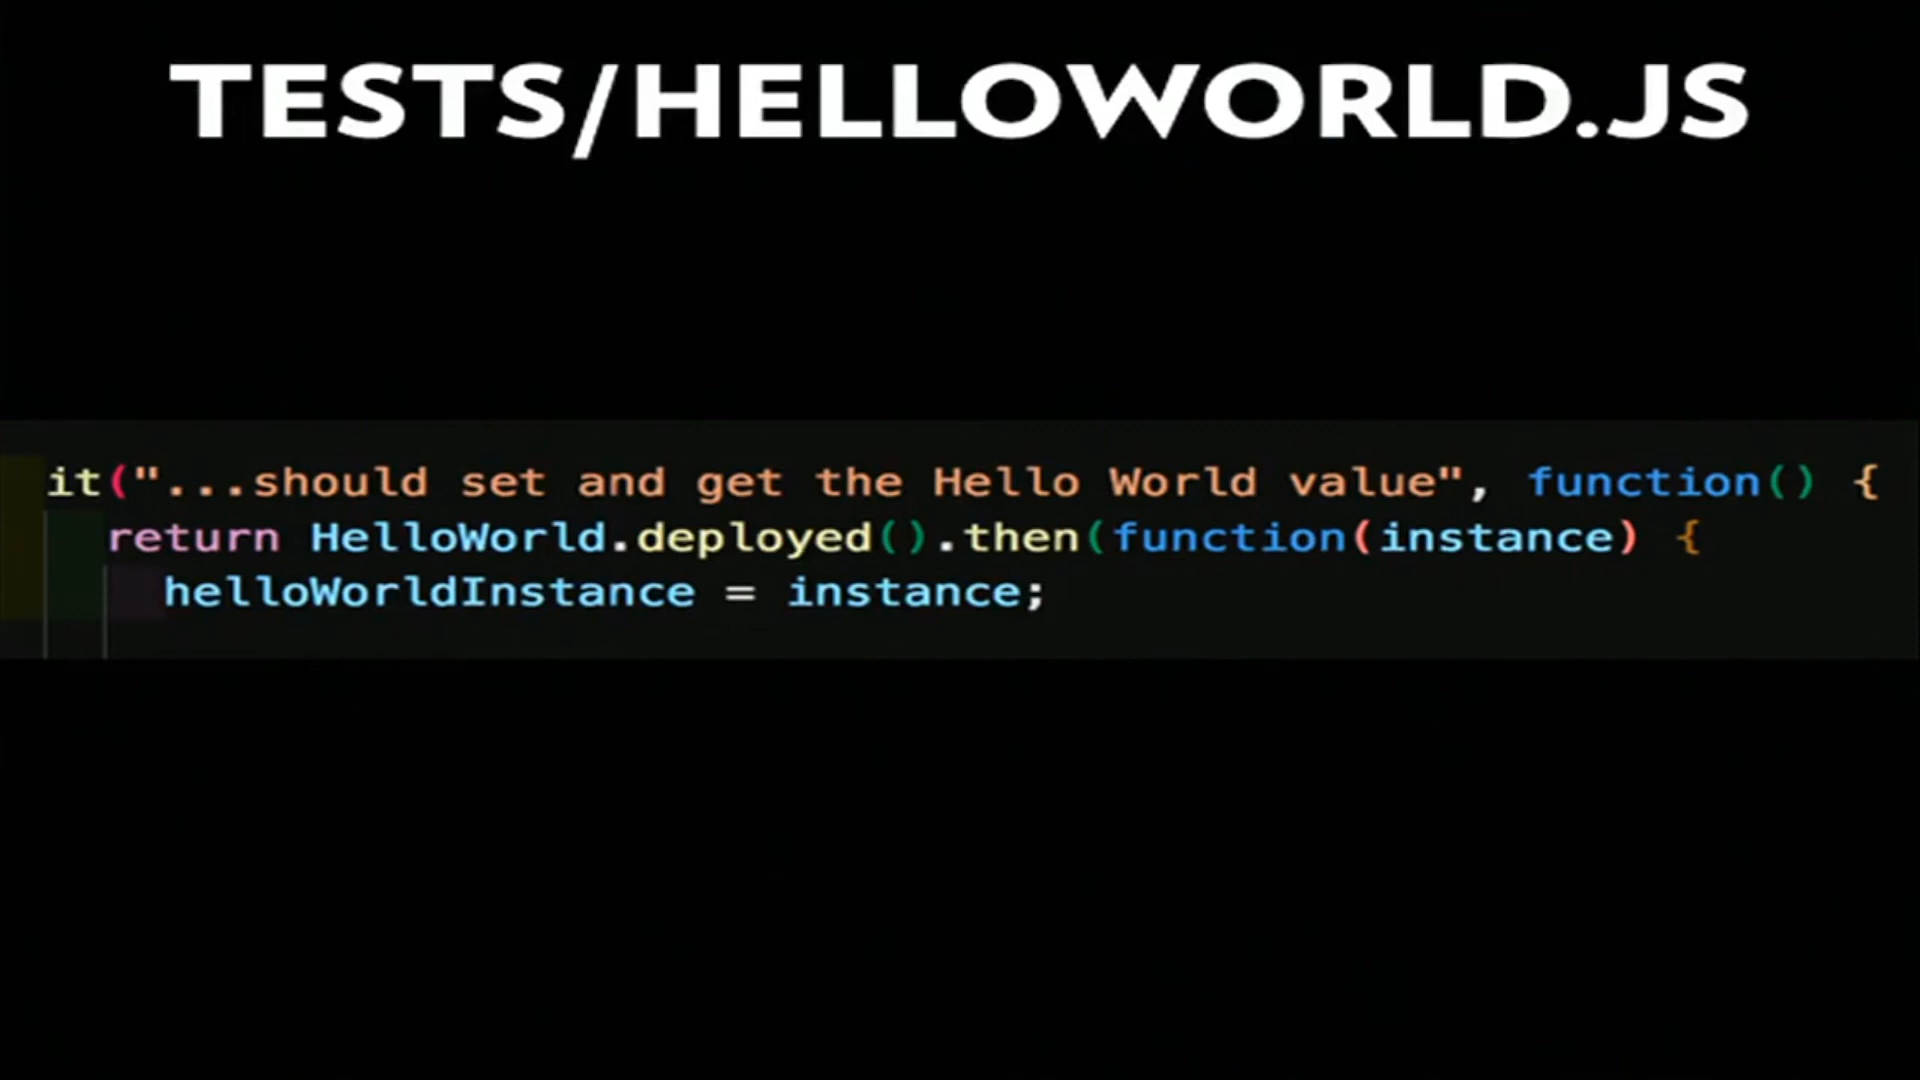 TESTS/HELLOWORLD.JS
it("...should set and get the Hello World value", function() {
return HelloWorld.deployed().then(function(instance) {
helloWorldInstance = instance;